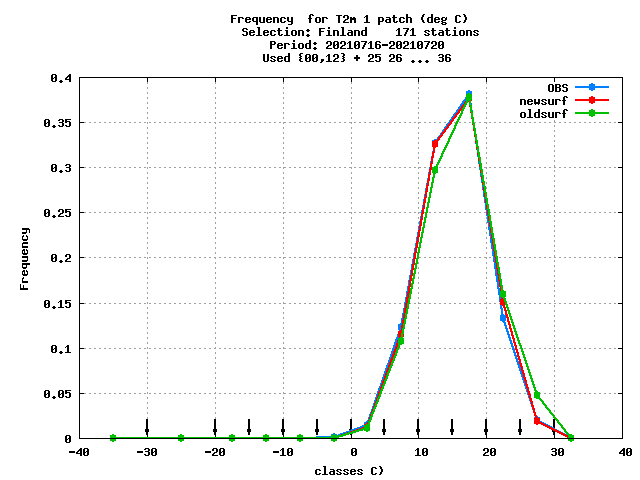 Frequency for T2m 1 patch (deg C)
Selection: Finland 171 stations
Period: 20210716-20210720
Used {00,12} + 25 26 ... 36
0.4
0.35
0.3
0.25
0.2
0.15
0.1
0.05
0
Frequency
OBS
newsurf
oldsurf
-40 -30 -20 -10 0 10 20 30 40
classes C)